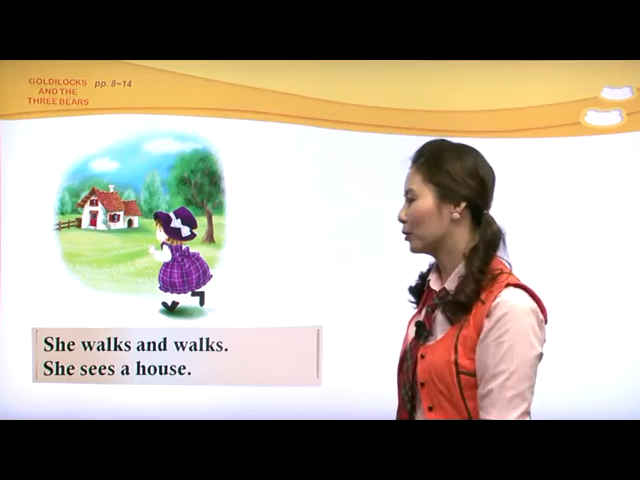 GOLDILOCKS
AND THE
THREE BEARS
pp. 8~14
She walks and walks.
She sees a house.